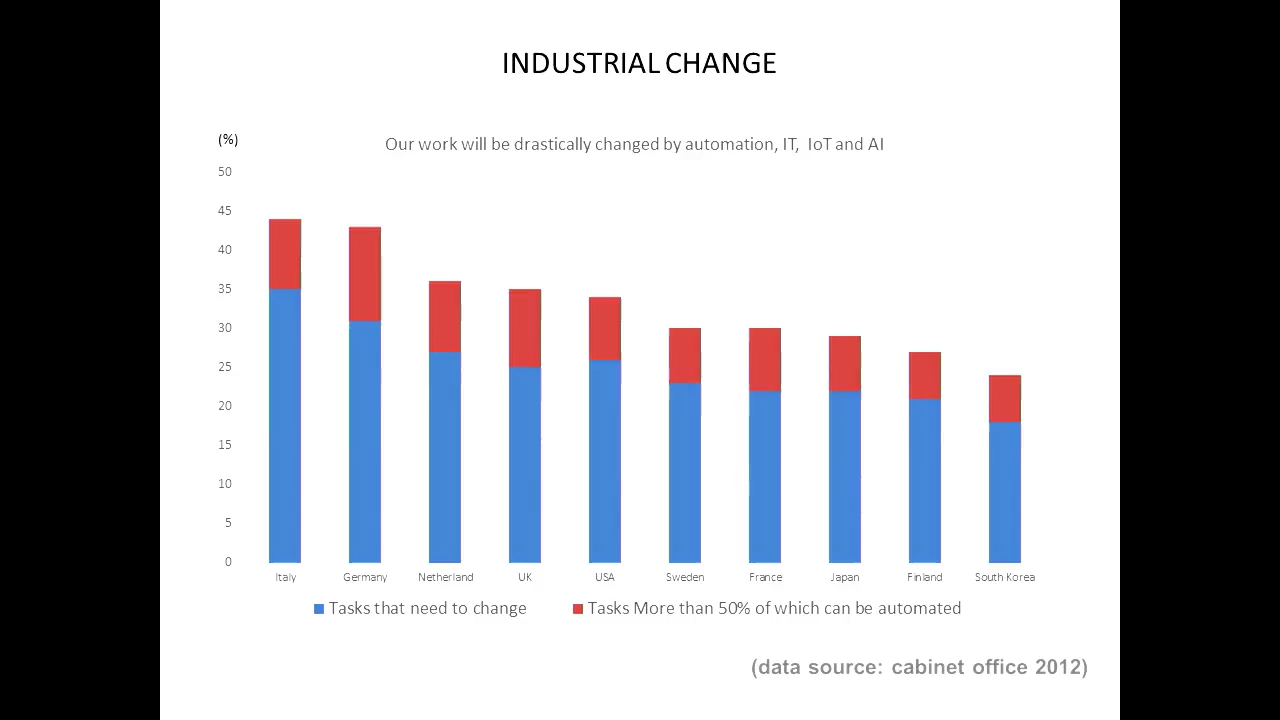 INDUSTRIAL CHANGE
(%)
Our work will be drastically changed by automation, IT, IoT and AI
50
45
40
35
30
25
20
15
10
5
0
Italy Germany Netherland UK USA Sweden France Japan Finland South Korea
Tasks that need to change Tasks More than 50% of which can be automated
(data source: cabinet office 2012)